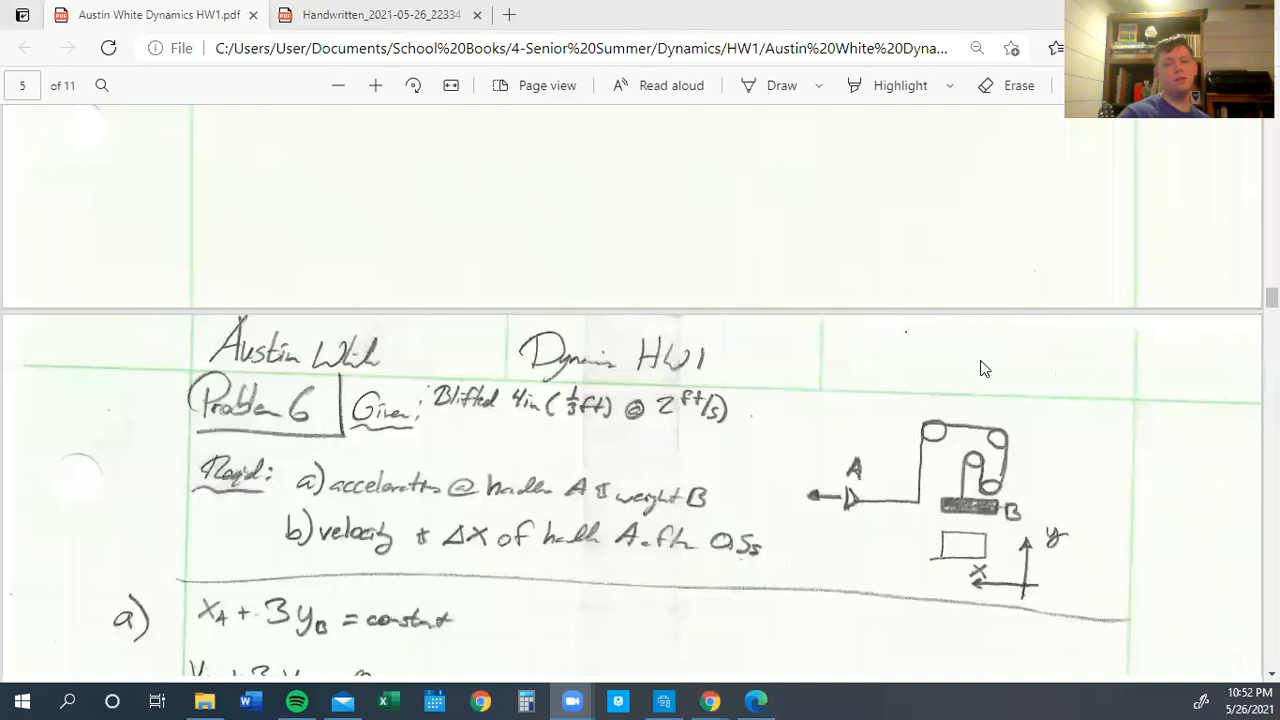 Austin White Dynamics HW1.pdf
Handwritten_2021-05-26_22334
File C:/Users/User/Documents/School%20Books/4-Senior%20Summer/Dynamics/HW1/Austin%20White%20Dyna...
5 of 11 Page view Read aloud Draw Highlight Erase
Austin White Dynamics HW1
Problem 6 Given: B lifted 4in (1/3 ft) @ 2 ft/s
Req'd: a) acceleration @ handle A & weight B
b) velocity & Δx of handle A after 0.5s
A
B
y
x
a) xA + 3yB = constant
10:52 PM
5/26/2021